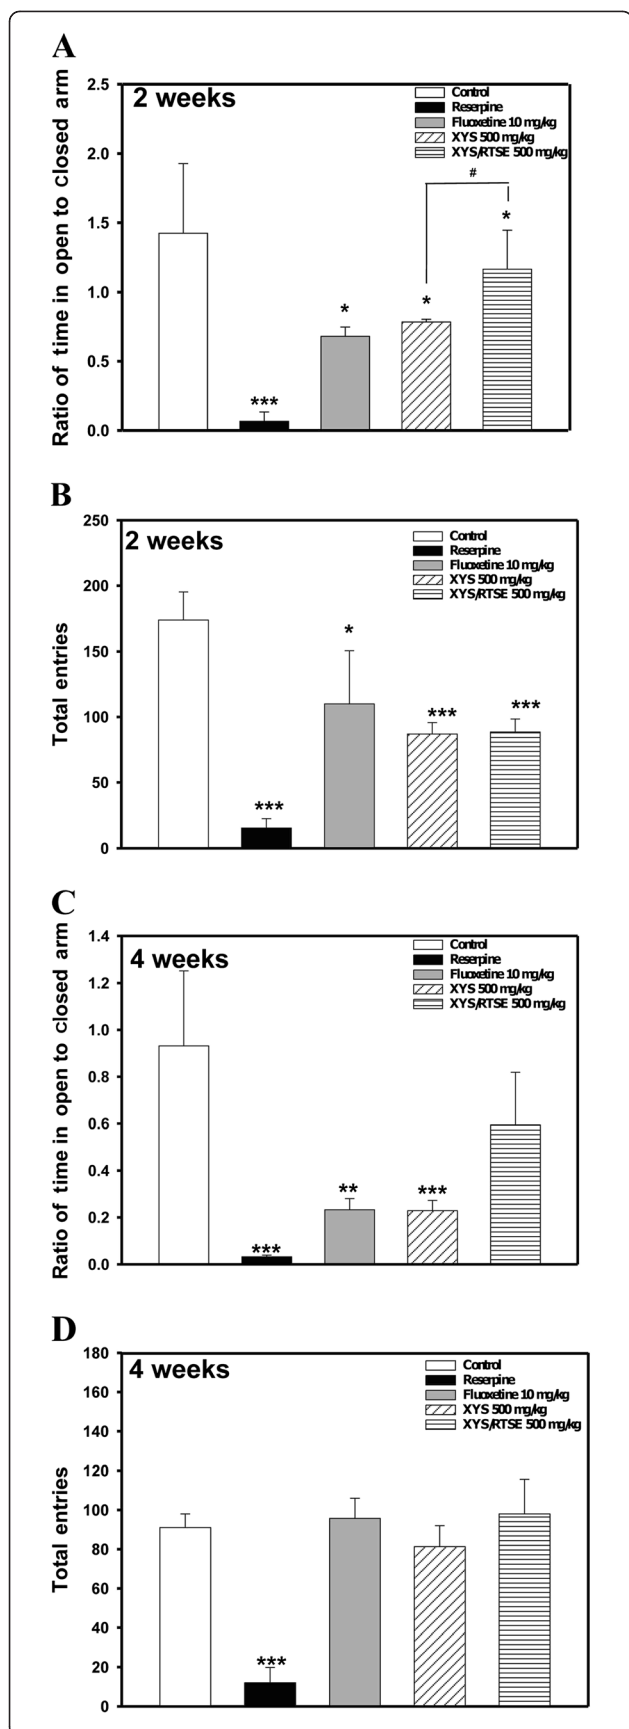 A
2 weeks
Control
Reserpine
Fluoxetine 10 mg/kg
XYS 500 mg/kg
XYS/RTSE 500 mg/kg
Ratio of time in open to closed arm
2.5
2.0
1.5
1.0
0.5
0.0
***
*
*
#
*
B
2 weeks
Control
Reserpine
Fluoxetine 10 mg/kg
XYS 500 mg/kg
XYS/RTSE 500 mg/kg
Total entries
250
200
150
100
50
0
***
*
***
***
C
4 weeks
Control
Reserpine
Fluoxetine 10 mg/kg
XYS 500 mg/kg
XYS/RTSE 500 mg/kg
Ratio of time in open to closed arm
1.4
1.2
1.0
0.8
0.6
0.4
0.2
0.0
***
**
***
D
4 weeks
Control
Reserpine
Fluoxetine 10 mg/kg
XYS 500 mg/kg
XYS/RTSE 500 mg/kg
Total entries
180
160
140
120
100
80
60
40
20
0
***